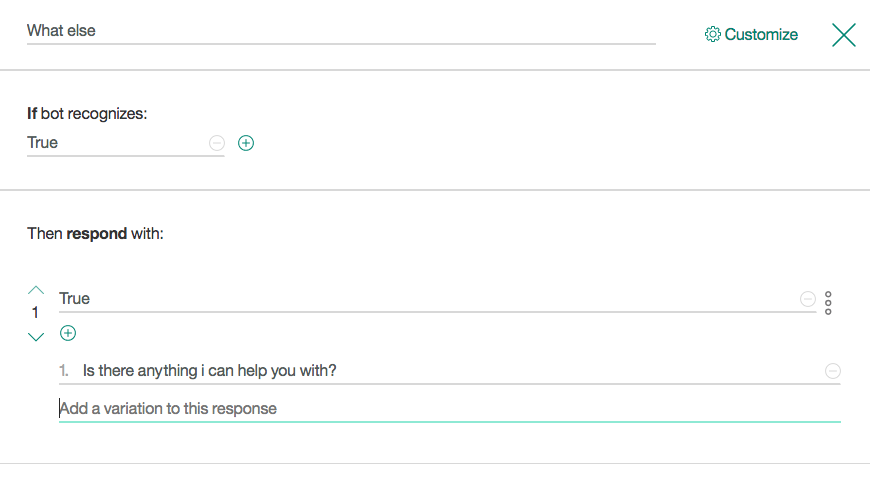 What else
Customize
If bot recognizes:
True
Then respond with:
1
True
1. Is there anything i can help you with?
Add a variation to this response